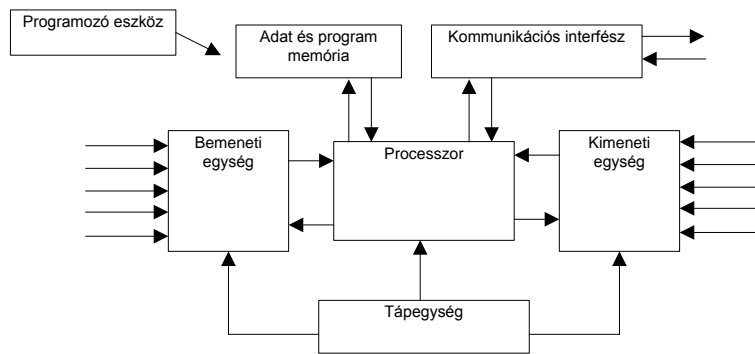 Programozó eszköz
Adat és program
memória
Kommunikációs interfész
Bemeneti
egység
Processzor
Kimeneti
egység
Tápegység